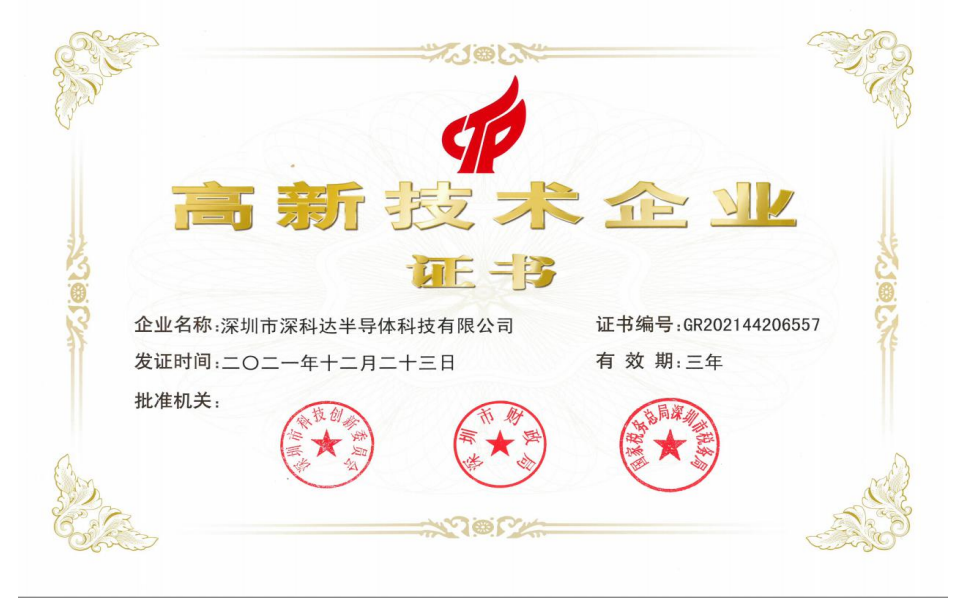 CTP
高新技术企业
证书
企业名称:深圳市深科达半导体科技有限公司
证书编号:GR202144206557
发证时间:二〇二一年十二月二十三日
有效期:三年
批准机关:
深圳市科技创新委员会
深圳市财政局
国家税务总局深圳市税务局